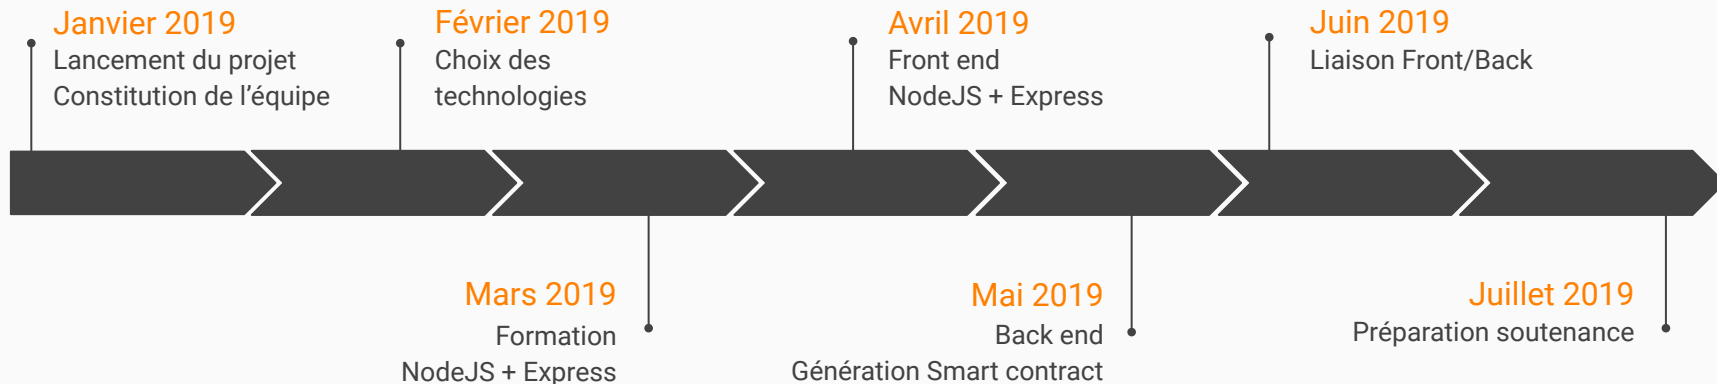 Janvier 2019
Lancement du projet
Constitution de l’équipe
Février 2019
Choix des
technologies
Avril 2019
Front end
NodeJS + Express
Juin 2019
Liaison Front/Back
Mars 2019
Formation
NodeJS + Express
Mai 2019
Back end
Génération Smart contract
Juillet 2019
Préparation soutenance